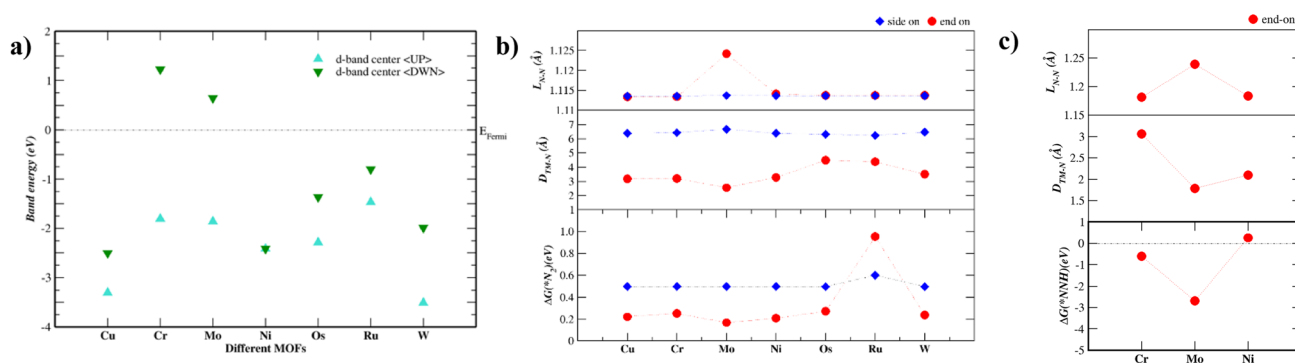 a)
2
1
0
-1
-2
-3
-4
Band energy (eV)
d-band center <UP>
d-band center <DWN>
E_Fermi
Cu Cr Mo Ni Os Ru W
Different MOFs
b)
side on end on
1.125
1.12
1.115
1.11
L_N-N (Å)
7
6
5
4
3
2
1
D_TM-N (Å)
1.0
0.8
0.6
0.4
0.2
0
ΔG(*N_2)(eV)
Cu Cr Mo Ni Os Ru W
c)
end-on
1.25
1.2
1.15
L_N-N (Å)
3
2
1
D_TM-N (Å)
0
-1
-2
-3
-4
-5
ΔG(*NNH)(eV)
Cr Mo Ni